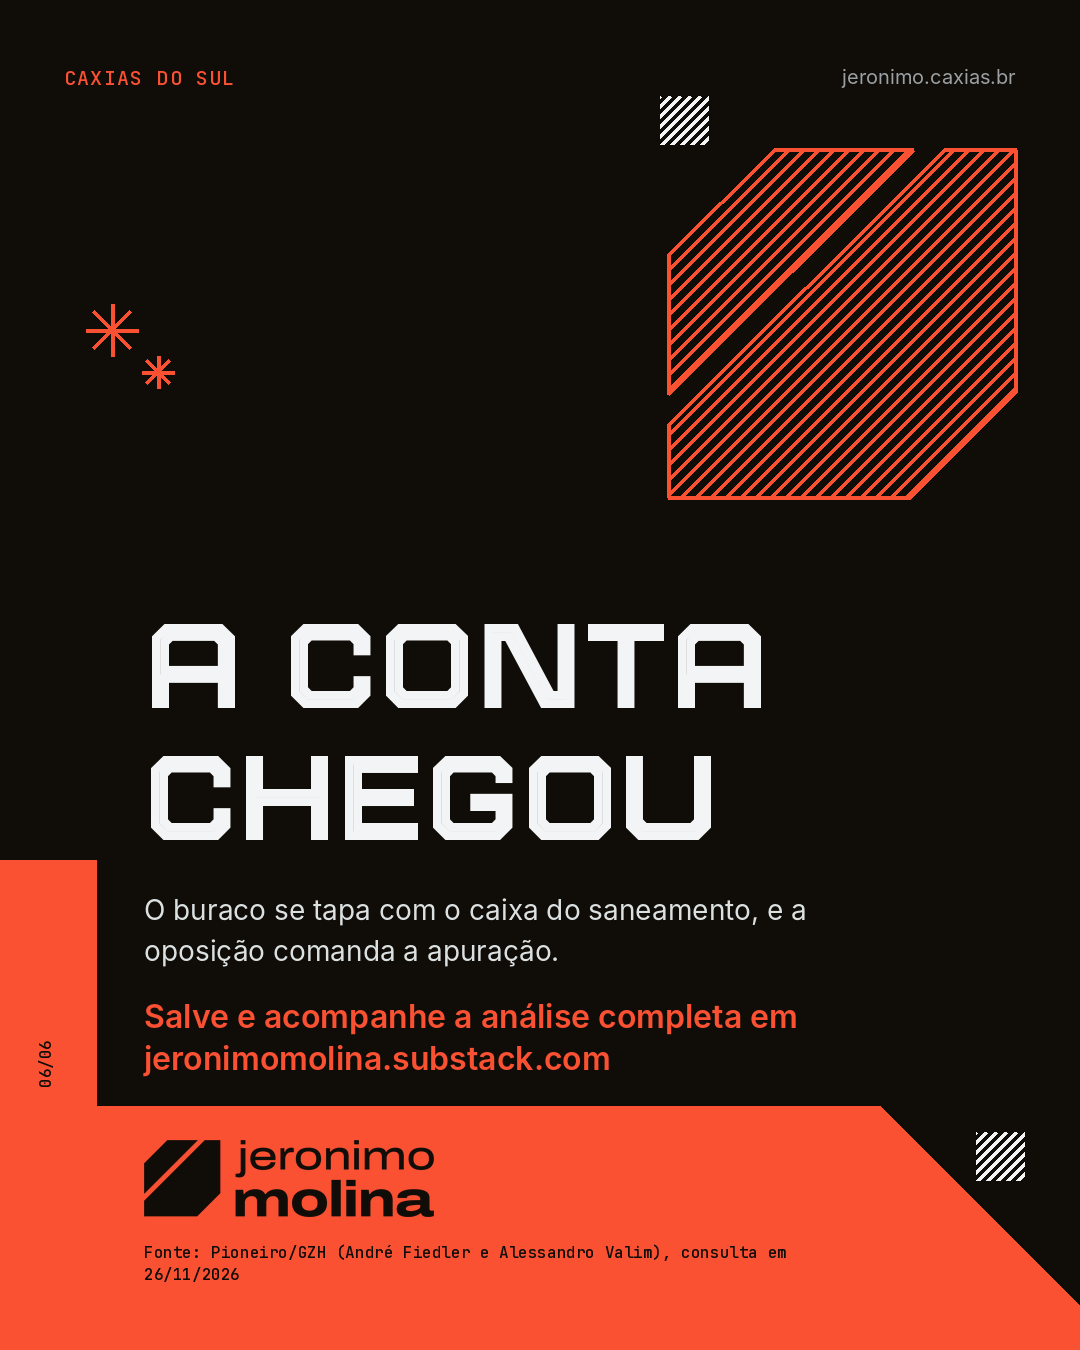 CAXIAS DO SUL
jeronimo.caxias.br
A CONTA
CHEGOU
O buraco se tapa com o caixa do saneamento, e a
oposição comanda a apuração.
Salve e acompanhe a análise completa em
jeronimomolina.substack.com
06/06
jeronimo
molina
Fonte: Pioneiro/GZH (André Fiedler e Alessandro Valim), consulta em
26/11/2026